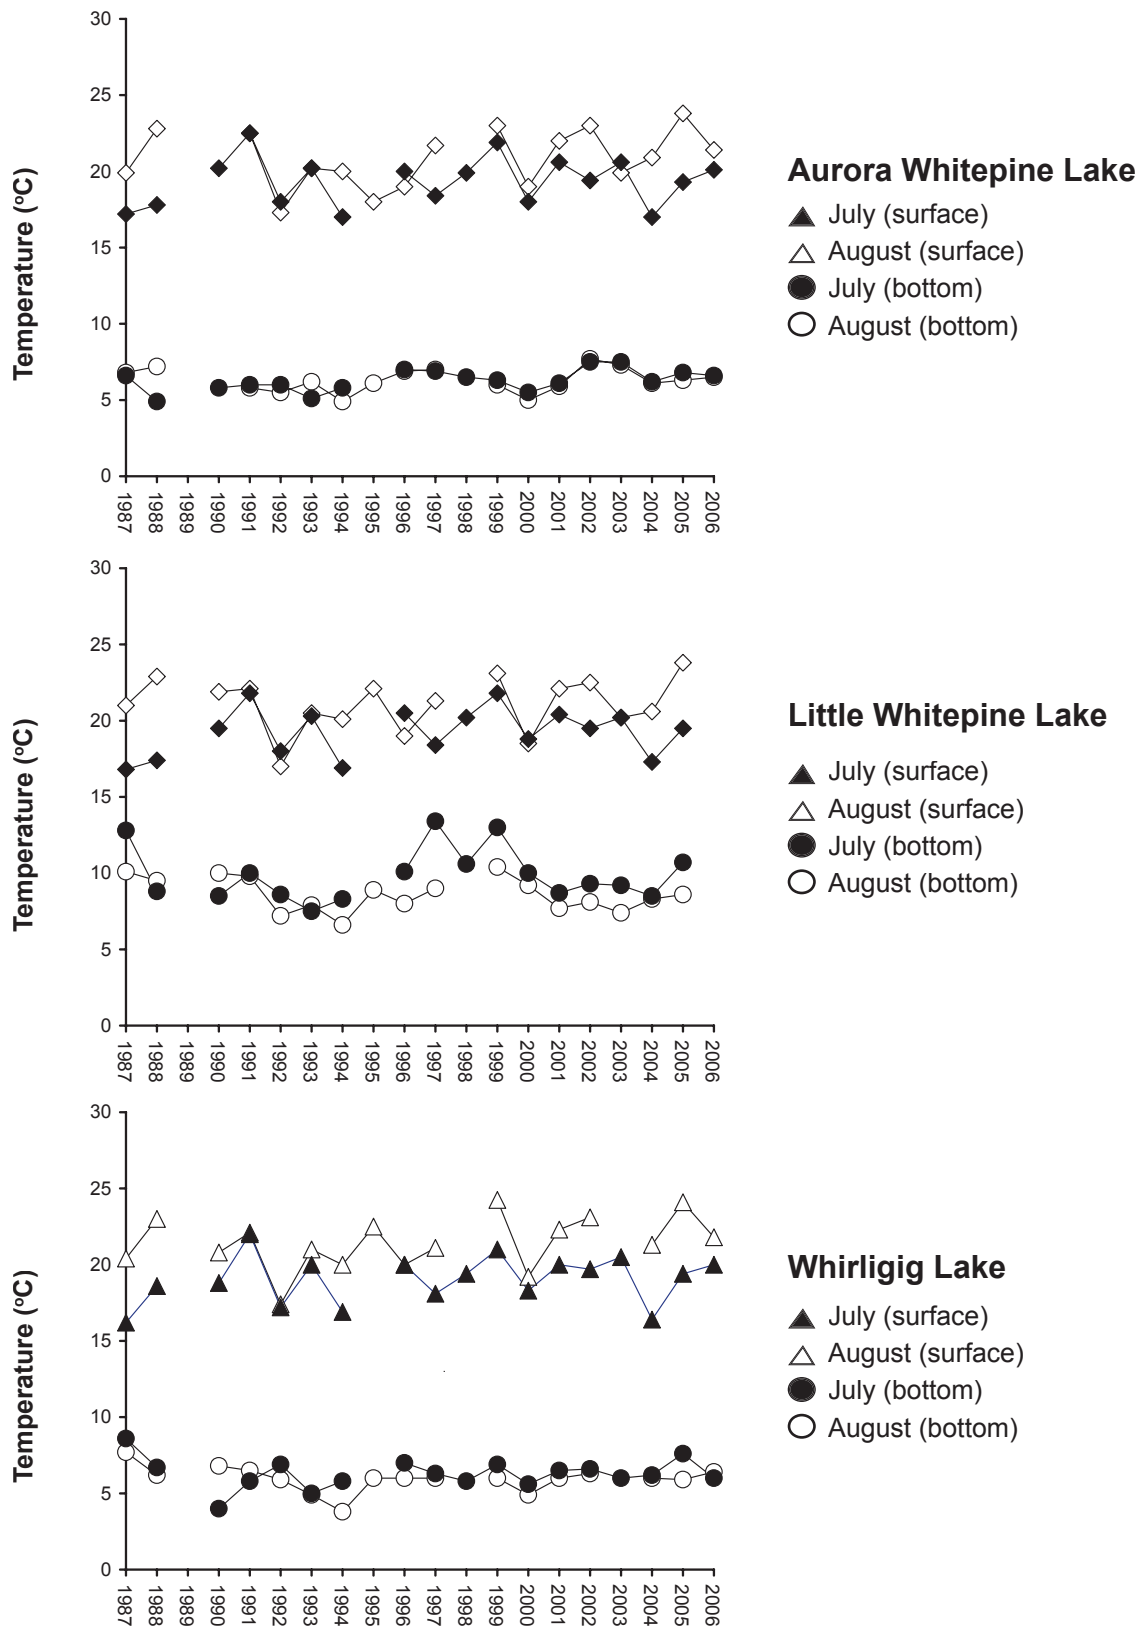 30
25
20
15
10
5
0
Temperature (°C)
1987 1988 1989 1990 1991 1992 1993 1994 1995 1996 1997 1998 1999 2000 2001 2002 2003 2004 2005 2006
Aurora Whitepine Lake
July (surface)
August (surface)
July (bottom)
August (bottom)
30
25
20
15
10
5
0
Temperature (°C)
1987 1988 1989 1990 1991 1992 1993 1994 1995 1996 1997 1998 1999 2000 2001 2002 2003 2004 2005 2006
Little Whitepine Lake
July (surface)
August (surface)
July (bottom)
August (bottom)
30
25
20
15
10
5
0
Temperature (°C)
1987 1988 1989 1990 1991 1992 1993 1994 1995 1996 1997 1998 1999 2000 2001 2002 2003 2004 2005 2006
Whirligig Lake
July (surface)
August (surface)
July (bottom)
August (bottom)